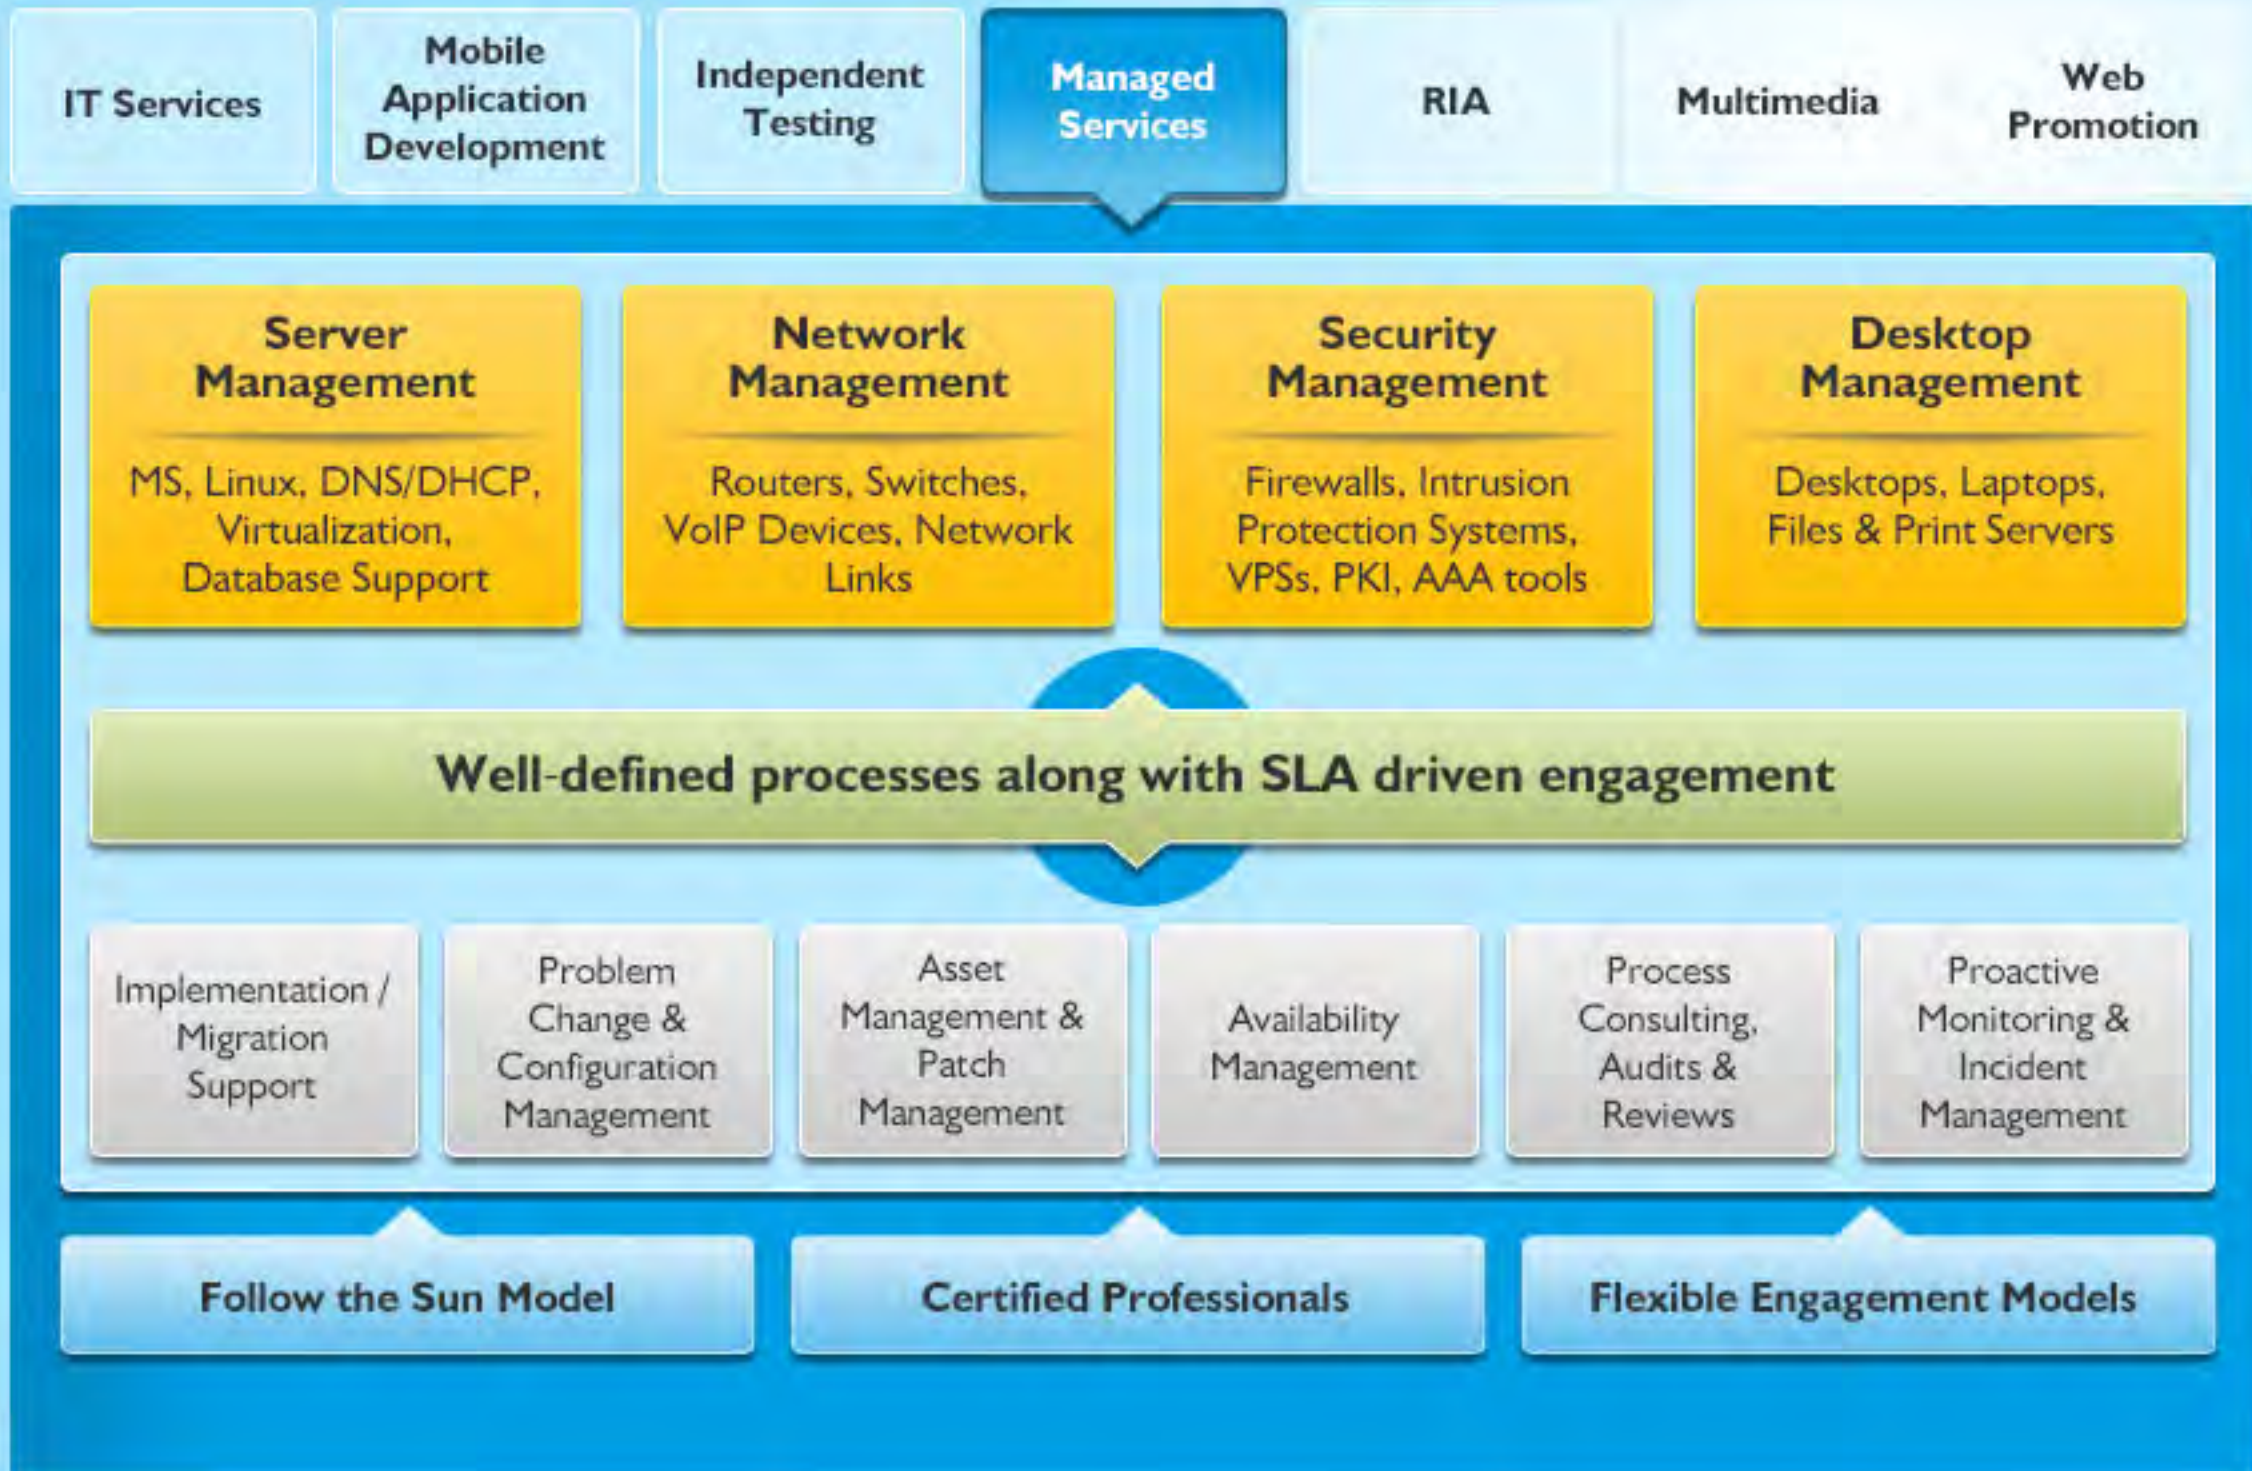 IT Services
Mobile
Application
Development
Independent
Testing
Managed
Services
RIA
Multimedia
Web
Promotion
Server
Management
MS, Linux, DNS/DHCP,
Virtualization,
Database Support
Network
Management
Routers, Switches,
VoIP Devices, Network
Links
Security
Management
Firewalls, Intrusion
Protection Systems,
VPSs, PKI, AAA tools
Desktop
Management
Desktops, Laptops,
Files & Print Servers
Well-defined processes along with SLA driven engagement
Implementation /
Migration
Support
Problem
Change &
Configuration
Management
Asset
Management &
Patch
Management
Availability
Management
Process
Consulting,
Audits &
Reviews
Proactive
Monitoring &
Incident
Management
Follow the Sun Model
Certified Professionals
Flexible Engagement Models